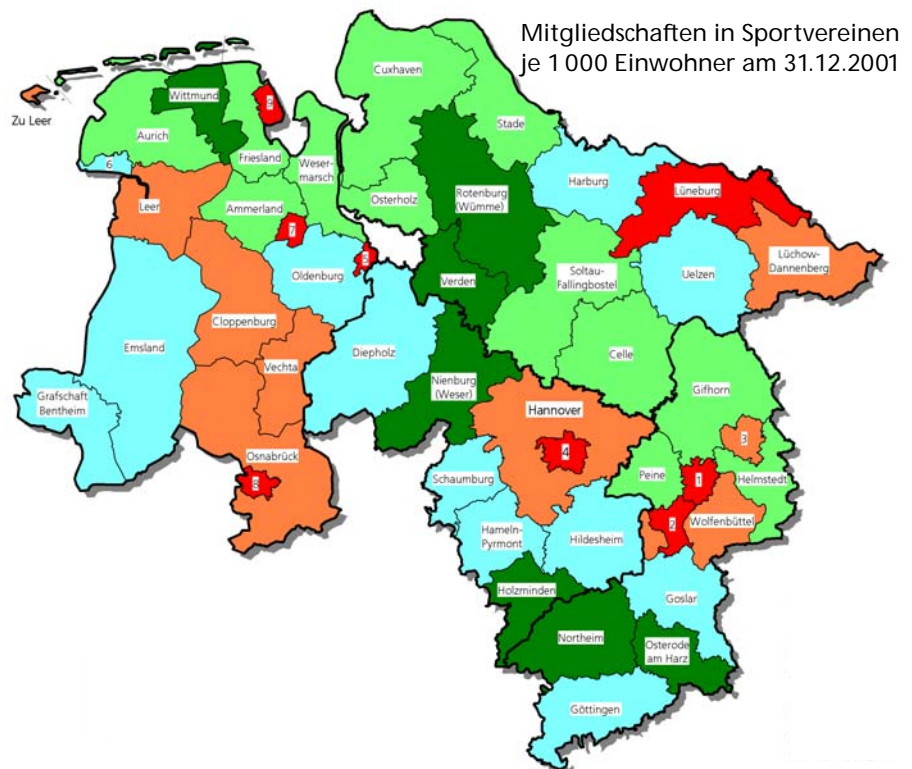 Mitgliedschaften in Sportvereinen
je 1 000 Einwohner am 31.12.2001
Cuxhaven
Wittmund
9
Stade
Zu Leer
Aurich
Friesland
Weser-
marsch
6
Harburg
Rotenburg
(Wümme)
Lüneburg
Osterholz
Leer
Ammerland
7
5
Oldenburg
Soltau-
Fallingbostel
Uelzen
Lüchow-
Dannenberg
Verden
Cloppenburg
Emsland
Diepholz
Celle
Vechta
Grafschaft
Bentheim
Nienburg
(Weser)
Gifhorn
Hannover
3
4
Osnabrück
8
Schaumburg
Peine
1
Helmstedt
2
Wolfenbüttel
Hameln-
Pyrmont
Hildesheim
Holzminden
Goslar
Northeim
Osterode
am Harz
Göttingen